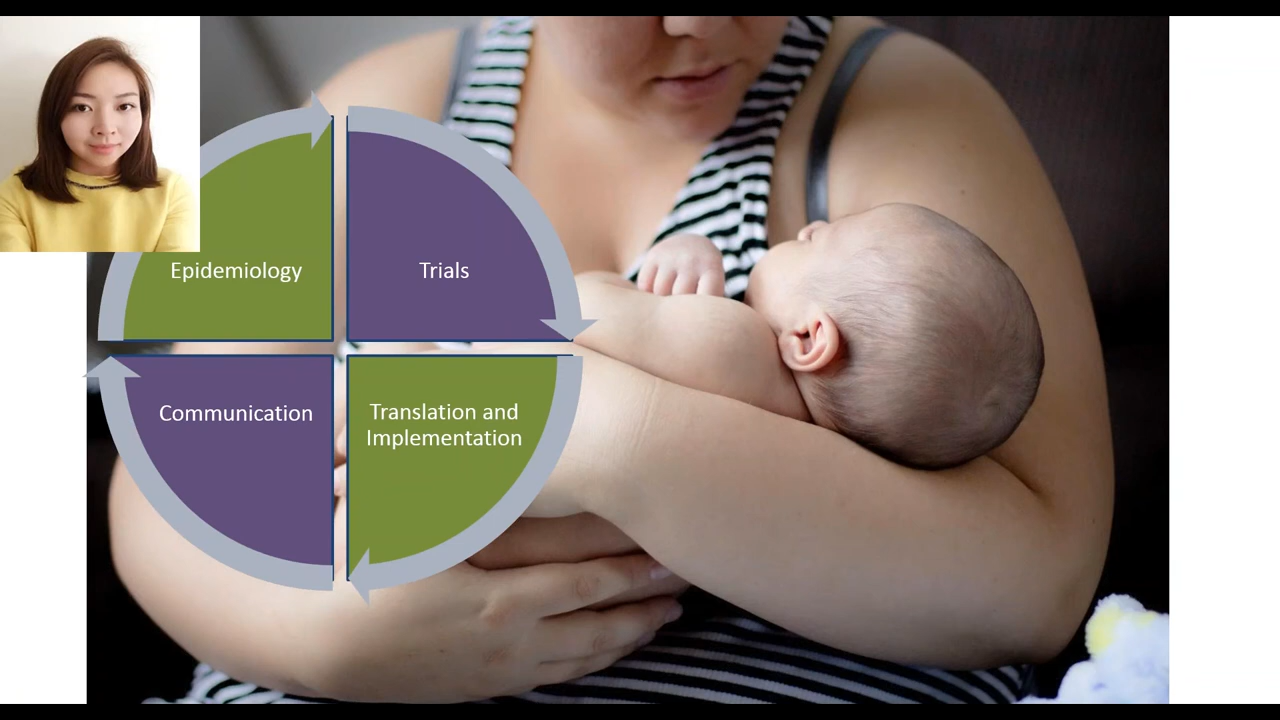 Epidemiology
Trials
Communication
Translation and
Implementation